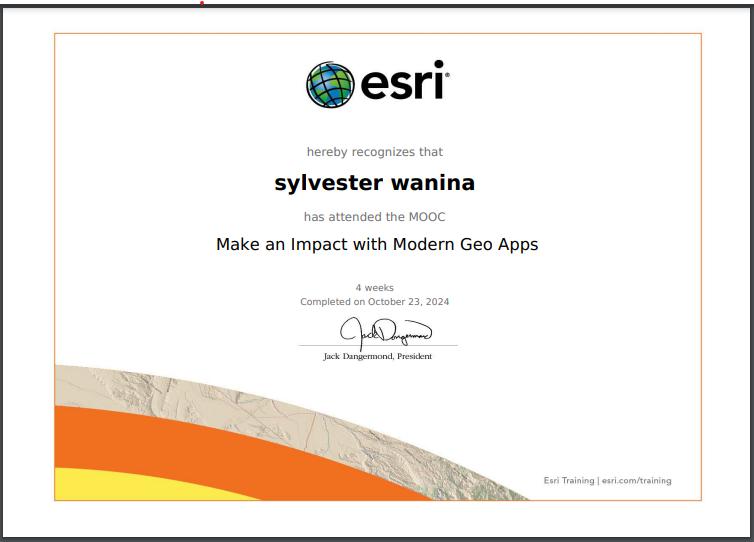 esri
hereby recognizes that
sylvester wanina
has attended the MOOC
Make an Impact with Modern Geo Apps
4 weeks
Completed on October 23, 2024
Jack Dangermond
Jack Dangermond, President
Esri Training | esri.com/training